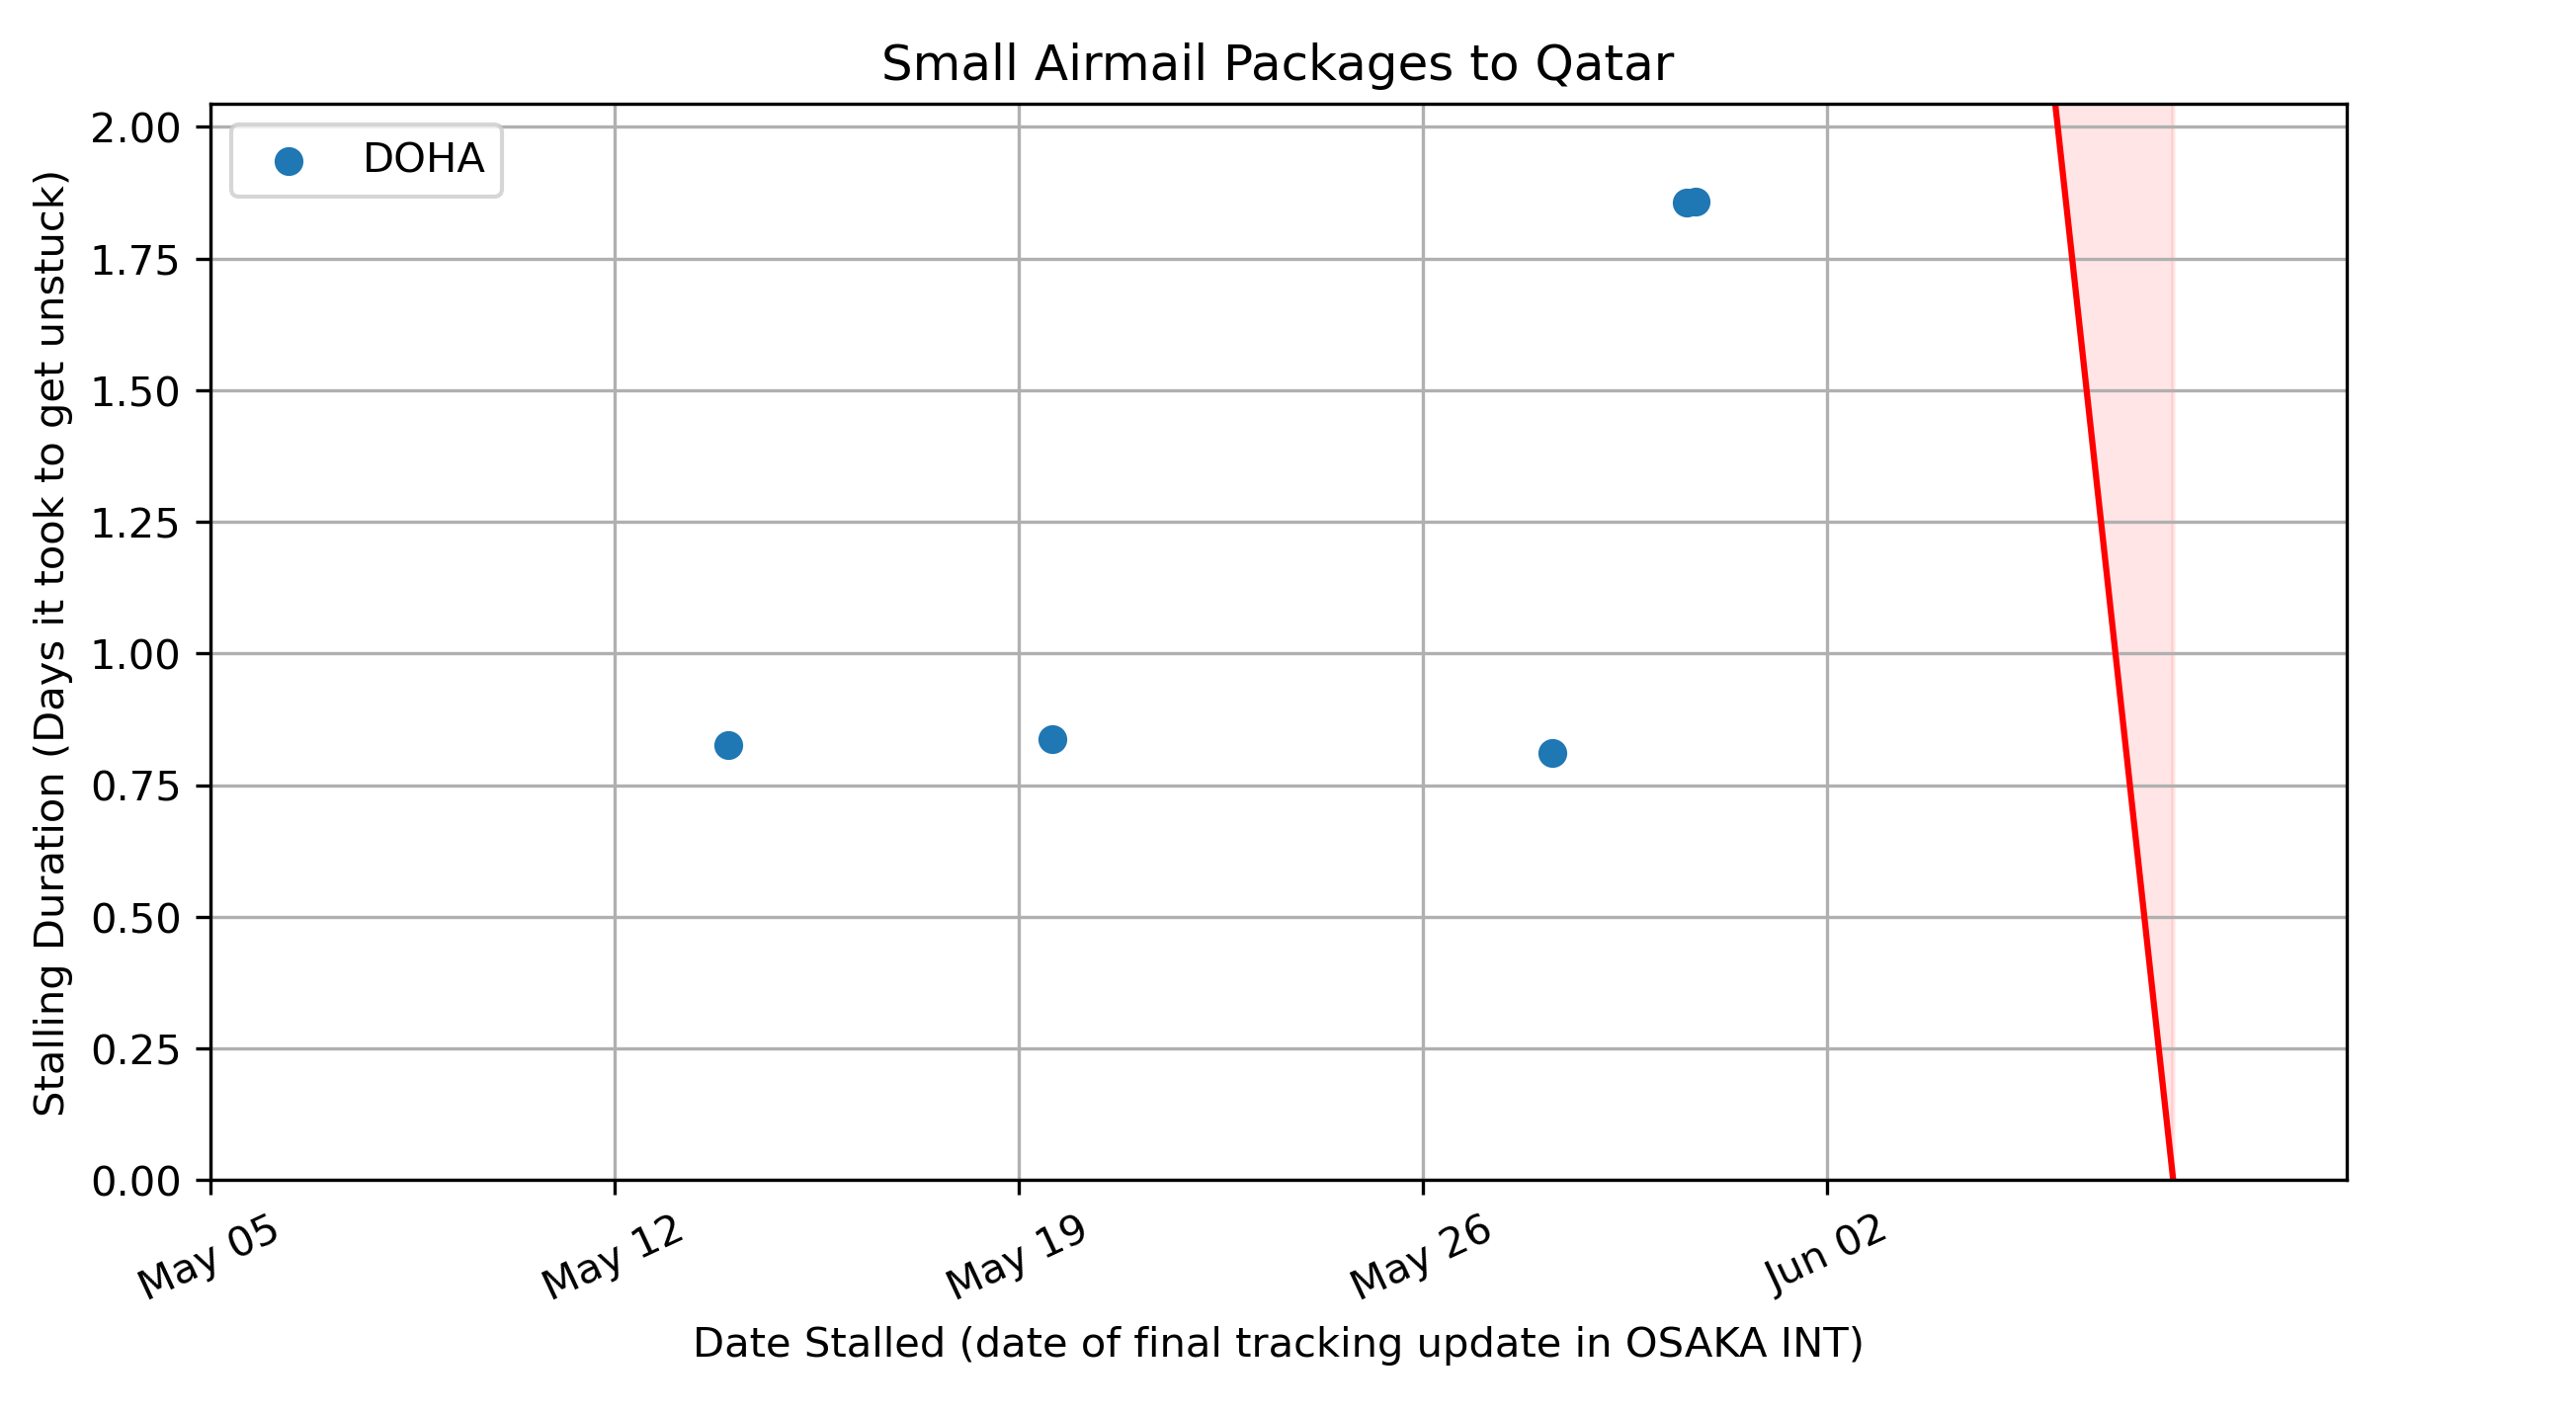 Small Airmail Packages to Qatar
DOHA
Stalling Duration (Days it took to get unstuck)
2.00
1.75
1.50
1.25
1.00
0.75
0.50
0.25
0.00
May 05
May 12
May 19
May 26
Jun 02
Date Stalled (date of final tracking update in OSAKA INT)